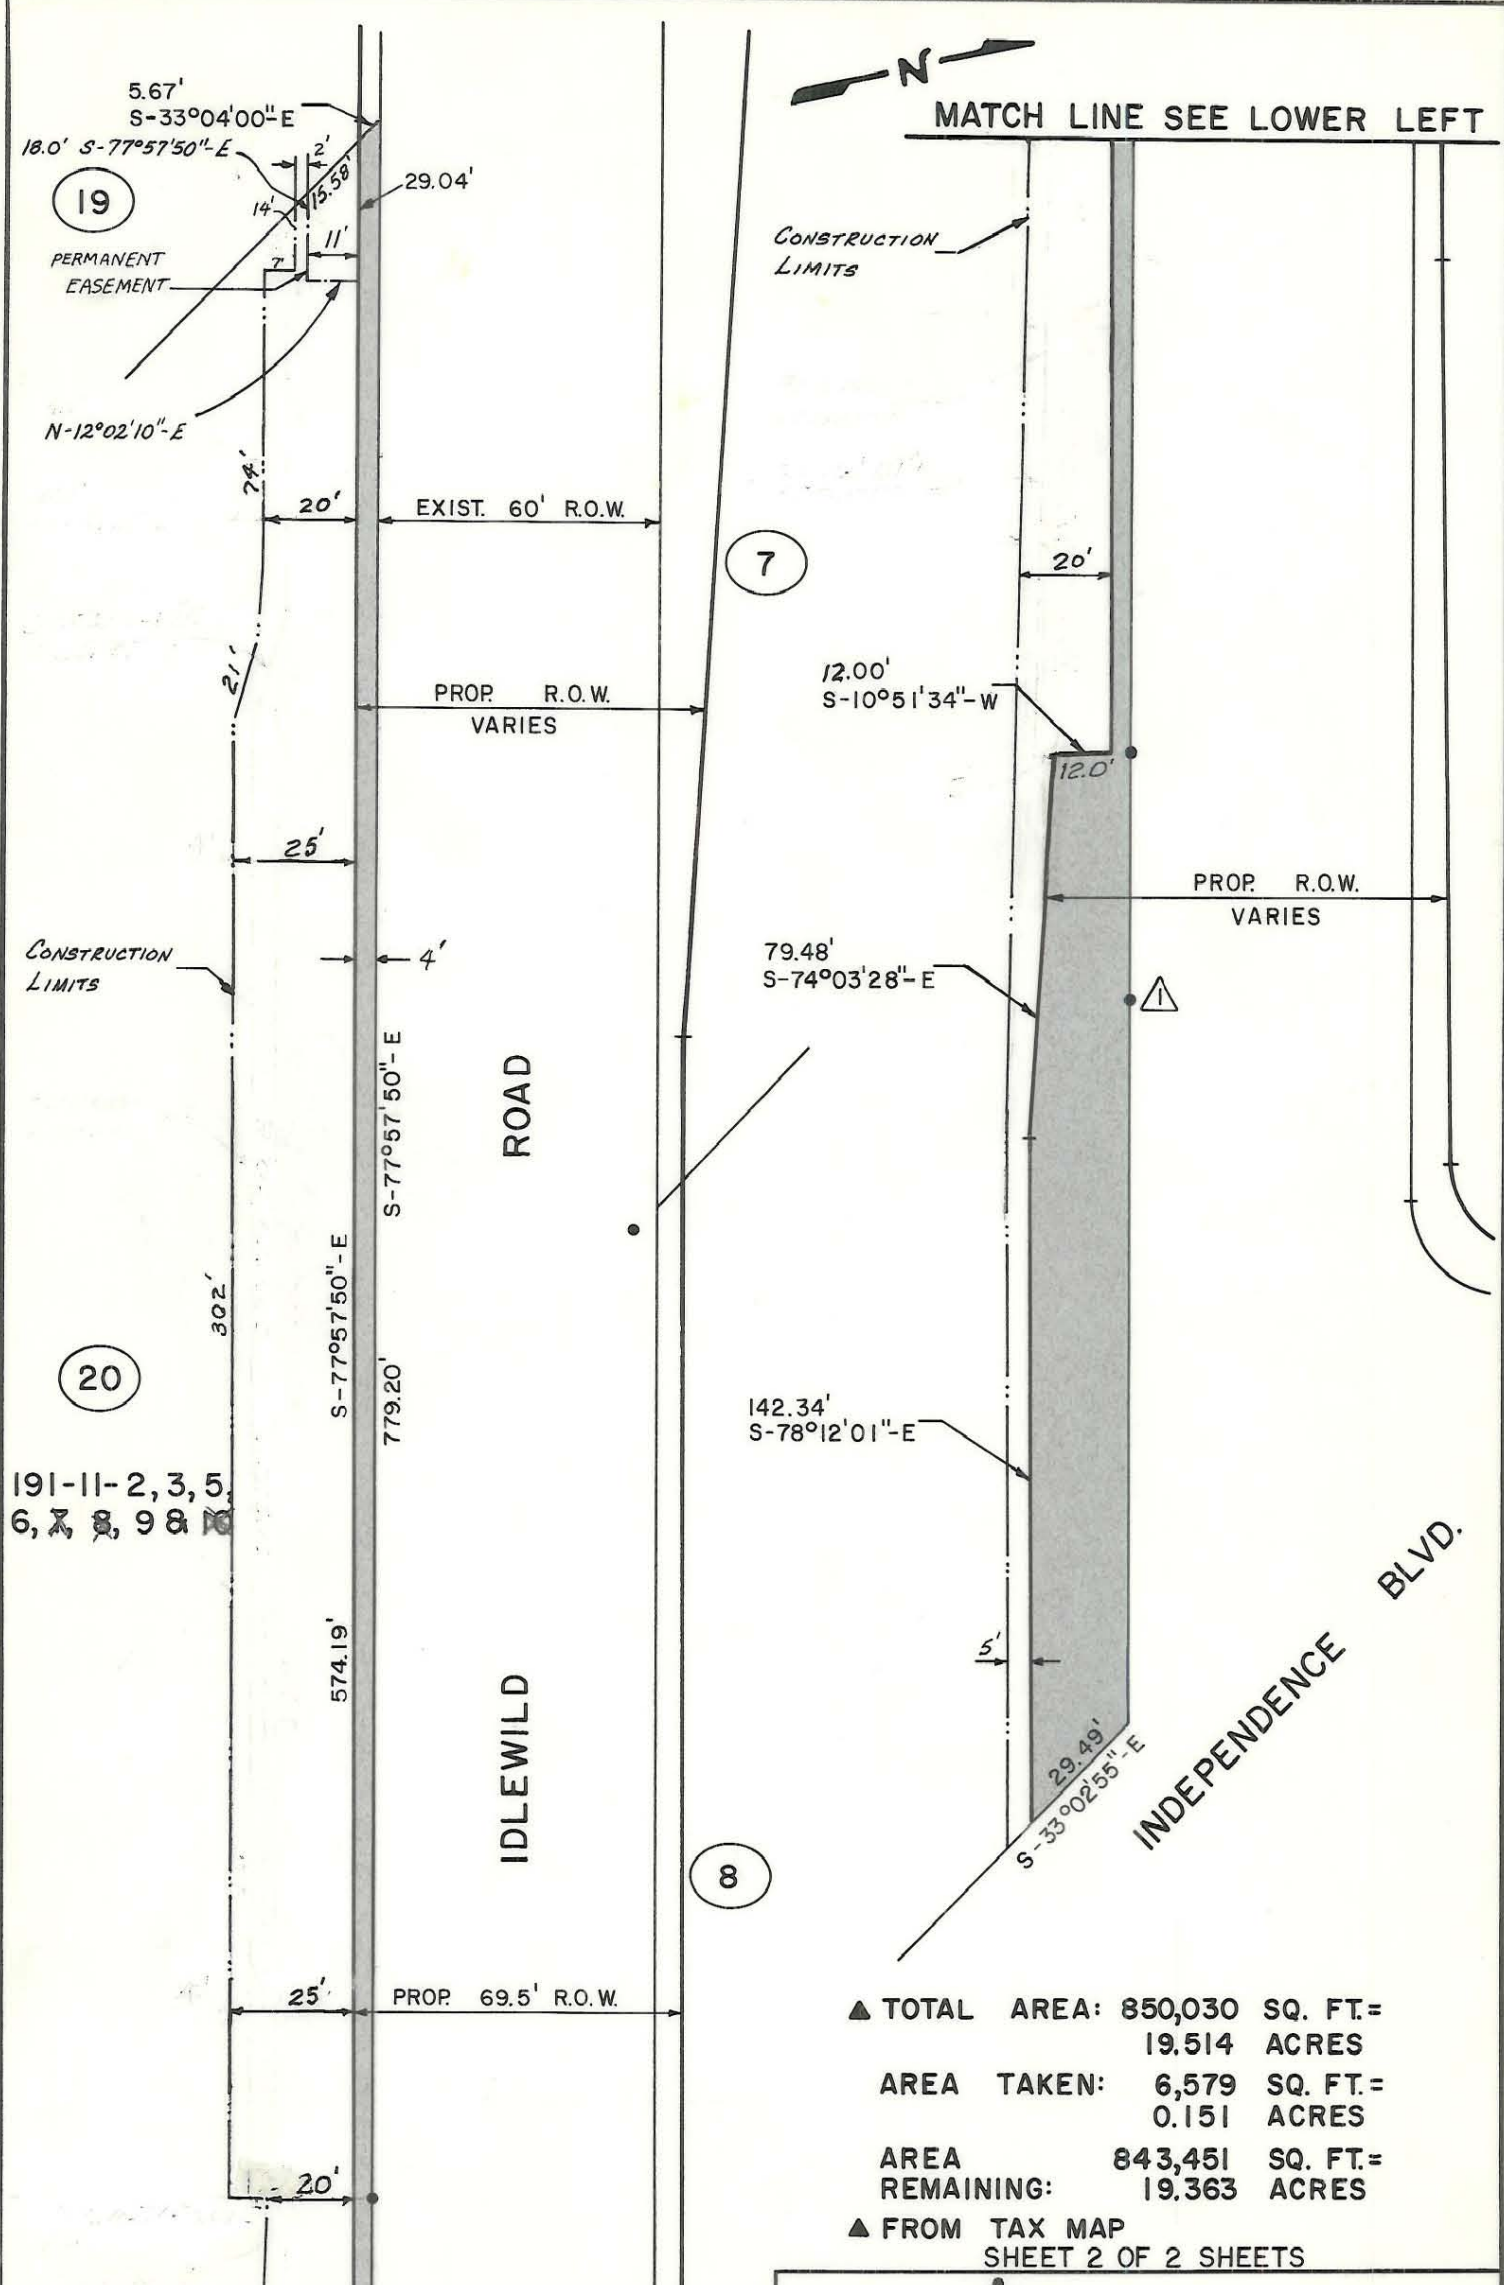 N
MATCH LINE SEE LOWER LEFT
5.67'
S-33°04'00"-E
18.0' S-77°57'50"-E
2'
15.58'
29.04'
19
14'
11'
7'
PERMANENT
EASEMENT
N-12°02'10"-E
74'
20'
EXIST. 60' R.O.W.
7
21'
PROP. R.O.W.
VARIES
25'
CONSTRUCTION
LIMITS
4'
S-77°57'50"-E
779.20'
ROAD
S-77°57'50"-E
574.19'
302'
20
191-11-2, 3, 5,
6, 7, 8, 9 & 10
IDLEWILD
8
25'
PROP. 69.5' R.O.W.
20'
CONSTRUCTION
LIMITS
20'
12.00'
S-10°51'34"-W
12.0'
PROP. R.O.W.
VARIES
79.48'
S-74°03'28"-E
1
142.34'
S-78°12'01"-E
5'
29.49'
S-33°02'55"-E
INDEPENDENCE BLVD.
▲ TOTAL AREA: 850,030 SQ. FT.=
19.514 ACRES
AREA TAKEN: 6,579 SQ. FT.=
0.151 ACRES
AREA 843,451 SQ. FT.=
REMAINING: 19.363 ACRES
▲ FROM TAX MAP
SHEET 2 OF 2 SHEETS